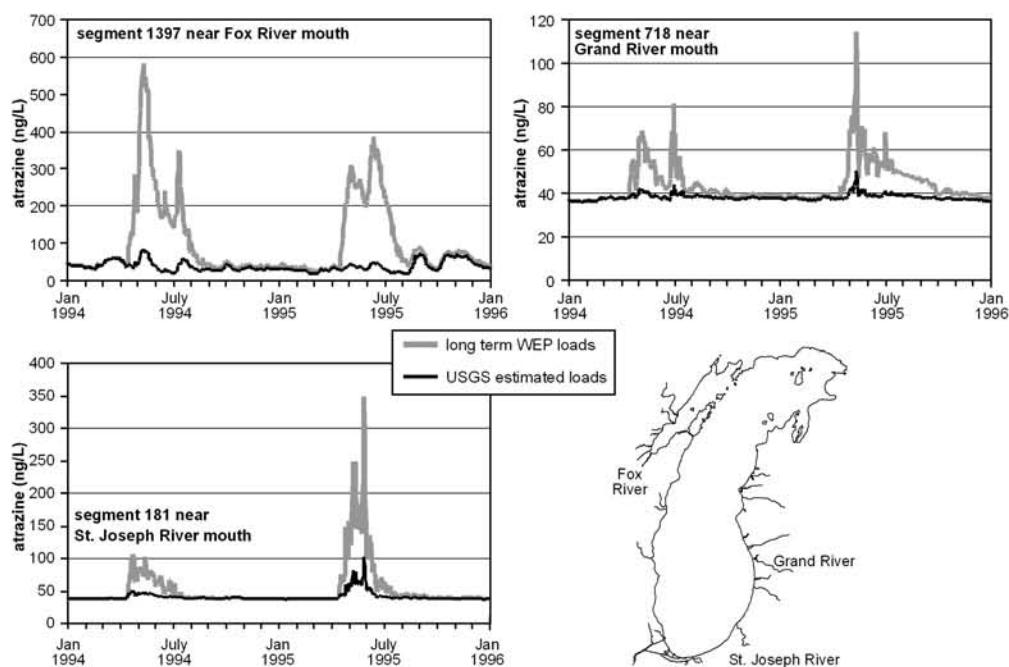 segment 1397 near Fox River mouth
atrazine (ng/L)
700
600
500
400
300
200
100
0
Jan
1994
July
1994
Jan
1995
July
1995
Jan
1996
segment 718 near
Grand River mouth
atrazine (ng/L)
120
100
80
60
40
20
0
Jan
1994
July
1994
Jan
1995
July
1995
Jan
1996
long term WEP loads
USGS estimated loads
segment 181 near
St. Joseph River mouth
atrazine (ng/L)
400
350
300
250
200
150
100
50
0
Jan
1994
July
1994
Jan
1995
July
1995
Jan
1996
Fox
River
Grand River
St. Joseph River